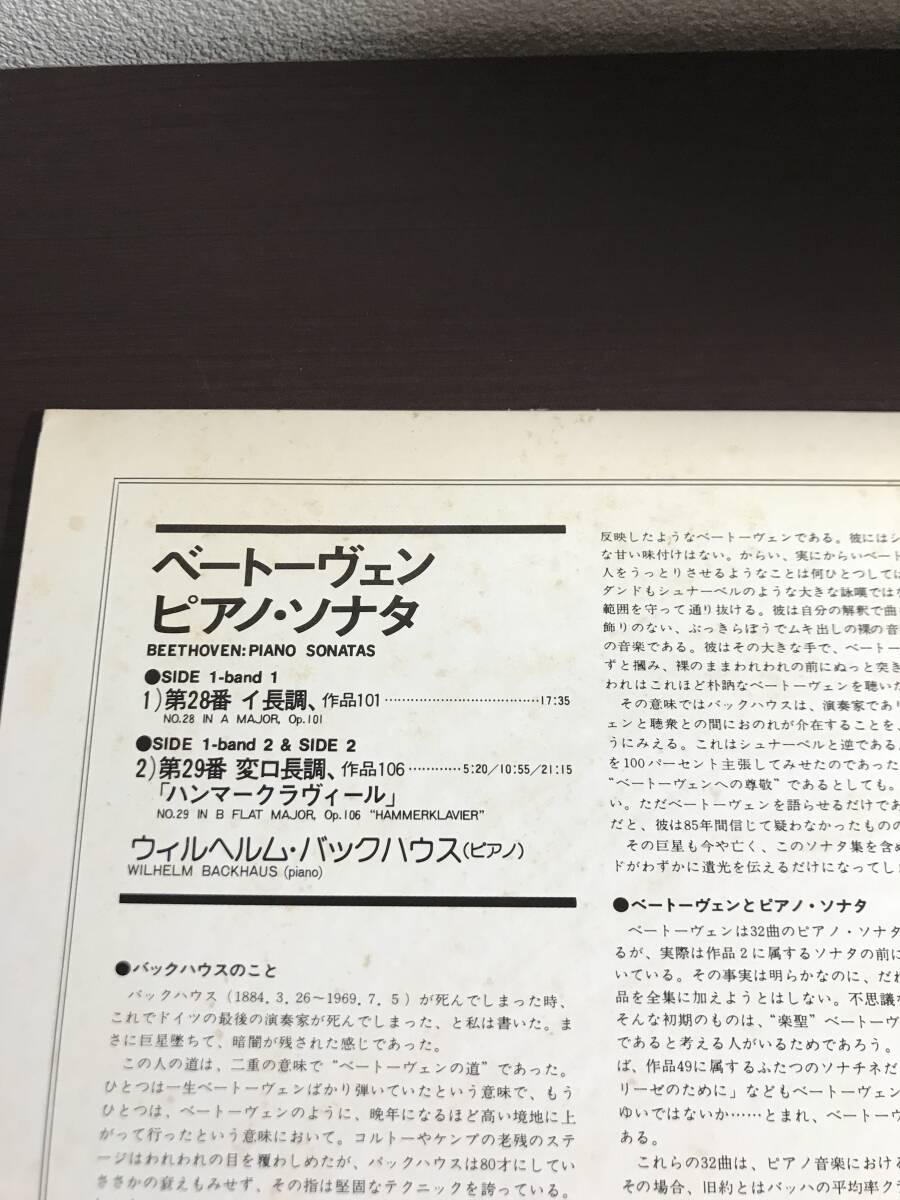 ベートーヴェン
ピアノ・ソナタ
BEETHOVEN: PIANO SONATAS
●SIDE 1-band 1
1)第28番 イ長調、作品101 ……………………………… 17:35
NO.28 IN A MAJOR, Op.101
●SIDE 1-band 2 & SIDE 2
2)第29番 変ロ長調、作品106 ………… 5:20/10:55/21:15
「ハンマークラヴィール」
NO.29 IN B FLAT MAJOR, Op.106 "HAMMERKLAVIER"
ウィルヘルム・バックハウス(ピアノ)
WILHELM BACKHAUS (piano)
●バックハウスのこと
バックハウス（1884. 3. 26〜1969. 7. 5）が死んでしまった時、
これでドイツの最後の演奏家が死んでしまった、と私は書いた。ま
さに巨星墜ちて、暗闇が残された感じであった。
この人の道は、二重の意味で“ベートーヴェンの道”であった。
ひとつは一生ベートーヴェンばかり弾いていたという意味で、もう
ひとつは、ベートーヴェンのように、晩年になるほど高い境地に上
がって行ったという意味において。コルトーやケンプの老残のステ
ージはわれわれの目を覆わしめたが、バックハウスは80才にしてい
ささかの衰えもみせず、その指は堅固なテクニックを誇っている。
反映したようなベートーヴェンである。彼にはシ
な甘い味付けはない。からい、実にからいベート
人をうっとりさせるようなことは何ひとつしては
ダンドもシュナーベルのような大きな詠嘆ではな
範囲を守って通り抜ける。彼は自分の解釈で曲
飾りのない、ぶっきらぼうでムキ出しの裸の音
の音楽である。彼はその大きな手で、ベートー
ずと摑み、裸のままわれわれの前にぬっと突き
われはこれほど朴訥なベートーヴェンを聴いた
その意味ではバックハウスは、演奏家であり
ェンと聴衆との間におのれが介在することを、
うにみえる。これはシュナーベルと逆である。
を100パーセント主張してみせたのであった
“ベートーヴェンへの尊敬”であるとしても。
い。ただベートーヴェンを語らせるだけであ
だと、彼は85年間信じて疑わなかったものの
その巨星も今や亡く、このソナタ集を含め
ドがわずかに遺光を伝えるだけになってしま
●ベートーヴェンとピアノ・ソナタ
ベートーヴェンは32曲のピアノ・ソナタ
るが、実際は作品2に属するソナタの前に
いている。その事実は明らかなのに、だれ
品を全集に加えようとはしない。不思議な
そんな初期のものは、“楽聖”ベートーヴ
であると考える人がいるためであろう。
ば、作品49に属するふたつのソナチネだ
リーゼのために」などもベートーヴェン
ゆいではないか……とまれ、ベートーヴ
ある。
これらの32曲は、ピアノ音楽における
その場合、旧約とはバッハの平均率クラ